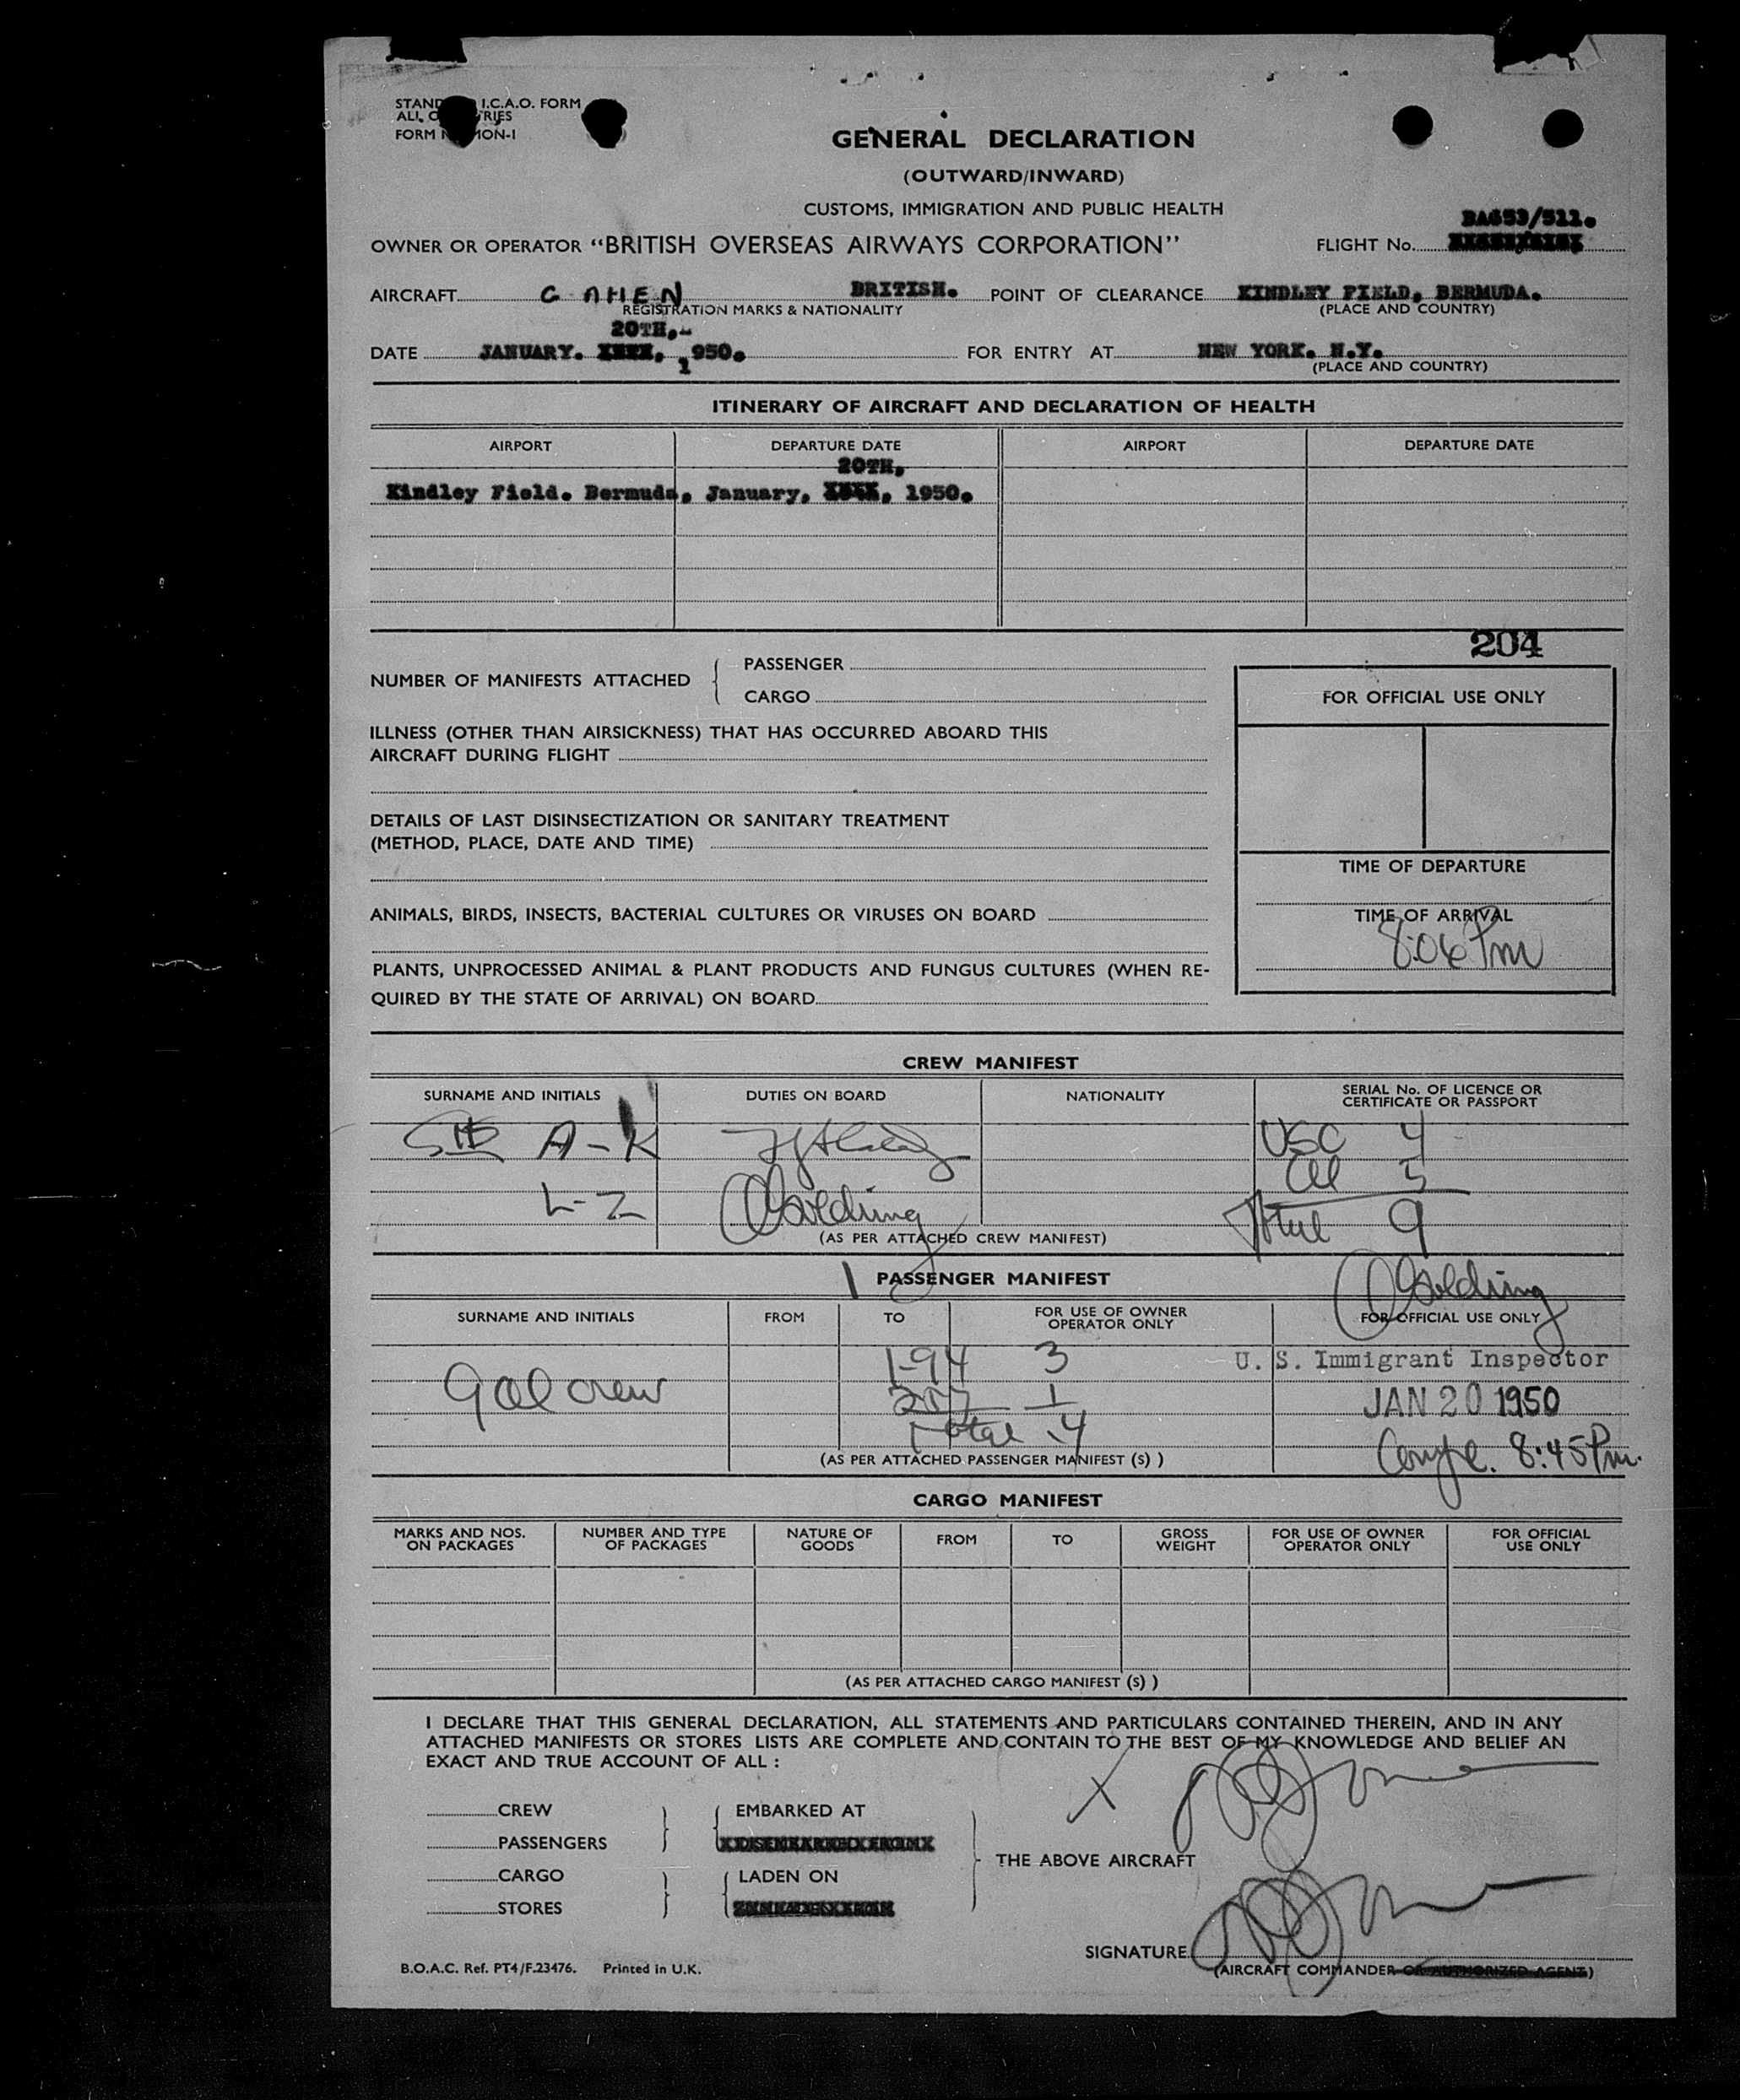 I.C.A.O. FORM
FORM
GENERAL DECLARATION
(OUTWARD/INWARD)
CUSTOMS, IMMIGRATION AND PUBLIC HEALTH
BA453/511.
OWNER OR OPERATOR "BRITISH OVERSEAS AIRWAYS CORPORATION" FLIGHT No.
AIRCRAFT G AHEN BRITISH. POINT OF CLEARANCE KINDLEY FIELD, BERMUDA.
REGISTRATION MARKS & NATIONALITY (PLACE AND COUNTRY)
20TH,
DATE JANUARY. 1950. FOR ENTRY AT NEW YORK. N.Y.
(PLACE AND COUNTRY)
ITINERARY OF AIRCRAFT AND DECLARATION OF HEALTH
AIRPORT DEPARTURE DATE AIRPORT DEPARTURE DATE
20TH,
Kindley Field. Bermuda, January, 1950.
204
NUMBER OF MANIFESTS ATTACHED { PASSENGER
CARGO
FOR OFFICIAL USE ONLY
ILLNESS (OTHER THAN AIRSICKNESS) THAT HAS OCCURRED ABOARD THIS
AIRCRAFT DURING FLIGHT
DETAILS OF LAST DISINSECTIZATION OR SANITARY TREATMENT
(METHOD, PLACE, DATE AND TIME)
TIME OF DEPARTURE
ANIMALS, BIRDS, INSECTS, BACTERIAL CULTURES OR VIRUSES ON BOARD
TIME OF ARRIVAL
8:06 Pm
PLANTS, UNPROCESSED ANIMAL & PLANT PRODUCTS AND FUNGUS CULTURES (WHEN RE-
QUIRED BY THE STATE OF ARRIVAL) ON BOARD
CREW MANIFEST
SURNAME AND INITIALS DUTIES ON BOARD NATIONALITY SERIAL No. OF LICENCE OR
CERTIFICATE OR PASSPORT
A-K USC 4
5
L-Z Golding Total 9
(AS PER ATTACHED CREW MANIFEST)
PASSENGER MANIFEST
Golding
SURNAME AND INITIALS FROM TO FOR USE OF OWNER
OPERATOR ONLY FOR OFFICIAL USE ONLY
I-94 3 U. S. Immigrant Inspector
9 crew 257 1 JAN 20 1950
Total 4
(AS PER ATTACHED PASSENGER MANIFEST (S) ) 8:45 Pm.
CARGO MANIFEST
MARKS AND NOS.
ON PACKAGES NUMBER AND TYPE
OF PACKAGES NATURE OF
GOODS FROM TO GROSS
WEIGHT FOR USE OF OWNER
OPERATOR ONLY FOR OFFICIAL
USE ONLY
(AS PER ATTACHED CARGO MANIFEST (S) )
I DECLARE THAT THIS GENERAL DECLARATION, ALL STATEMENTS AND PARTICULARS CONTAINED THEREIN, AND IN ANY
ATTACHED MANIFESTS OR STORES LISTS ARE COMPLETE AND CONTAIN TO THE BEST OF MY KNOWLEDGE AND BELIEF AN
EXACT AND TRUE ACCOUNT OF ALL :
CREW EMBARKED AT
PASSENGERS
THE ABOVE AIRCRAFT
CARGO LADEN ON
STORES
SIGNATURE
(AIRCRAFT COMMANDER OR AUTHORIZED AGENT)
B.O.A.C. Ref. PT4/F.23476. Printed in U.K.